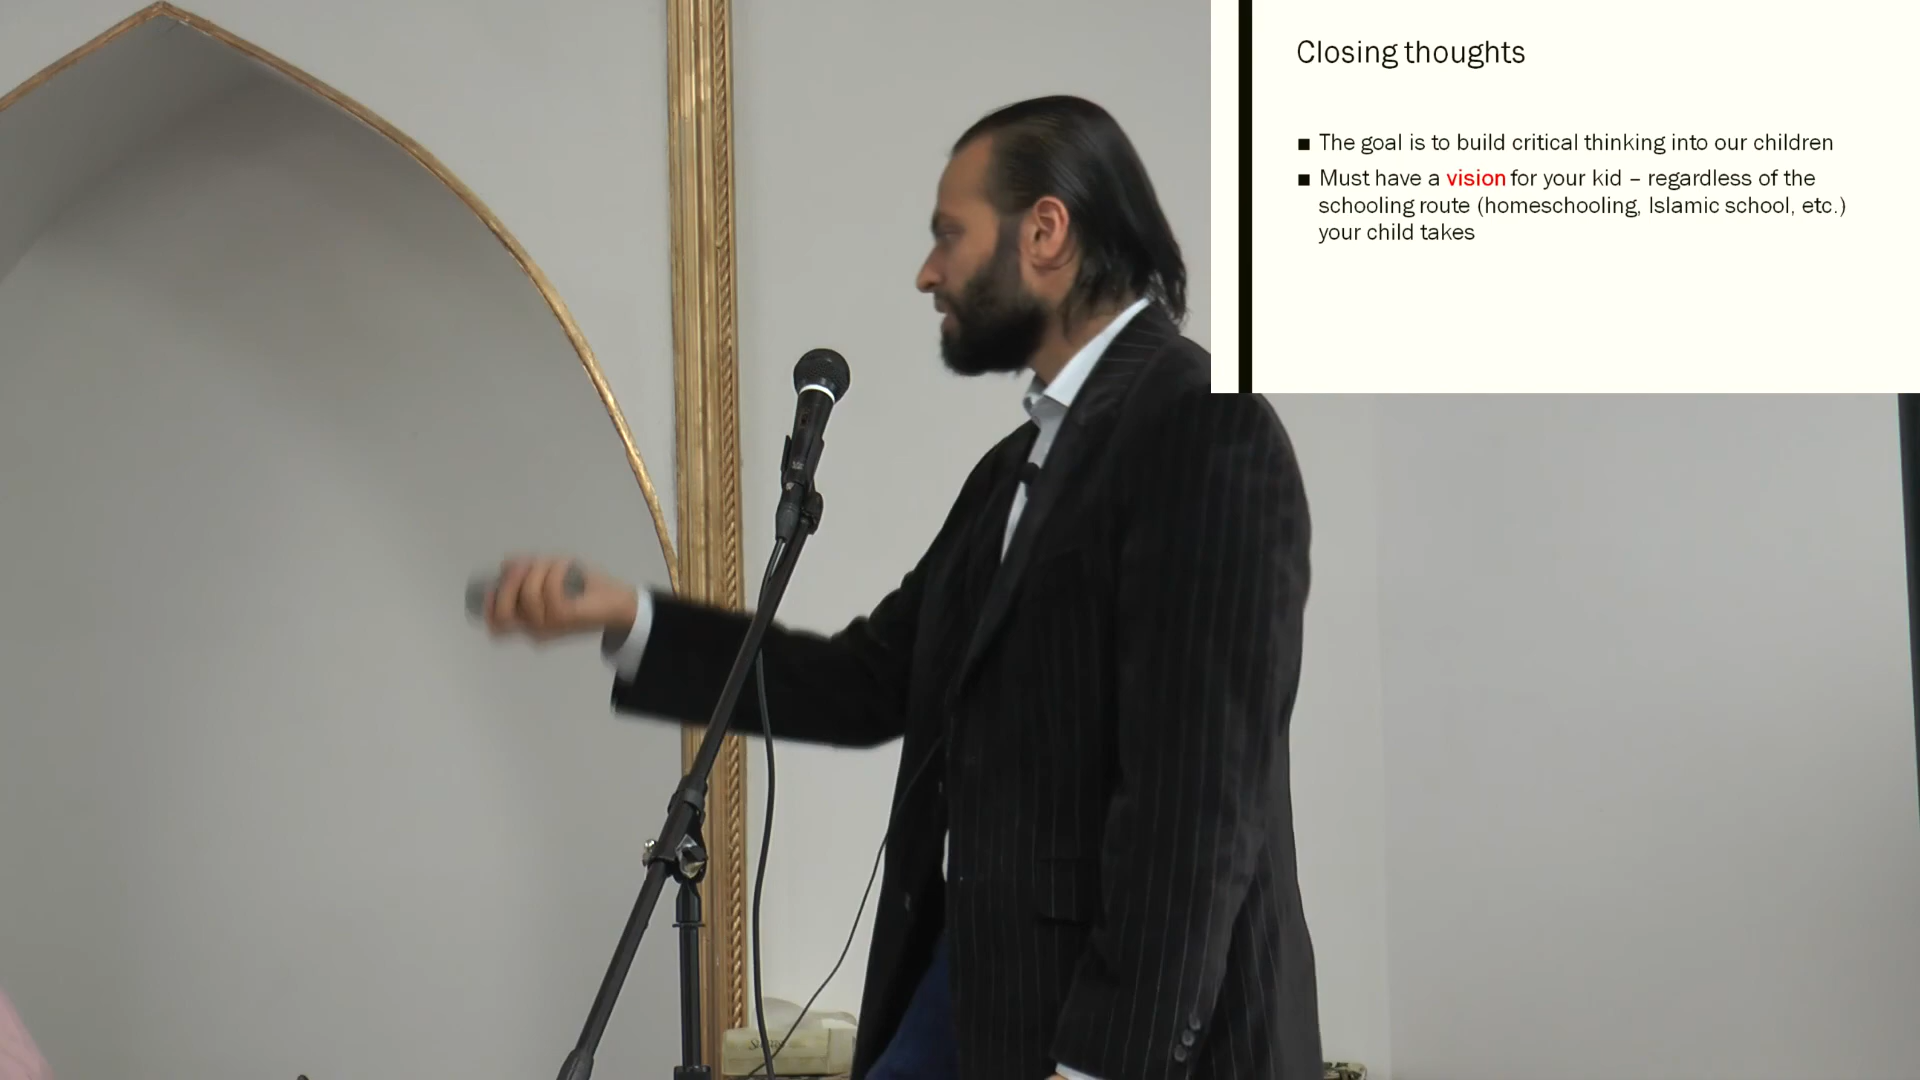 Closing thoughts
■ The goal is to build critical thinking into our children
■ Must have a vision for your kid – regardless of the
schooling route (homeschooling, Islamic school, etc.)
your child takes